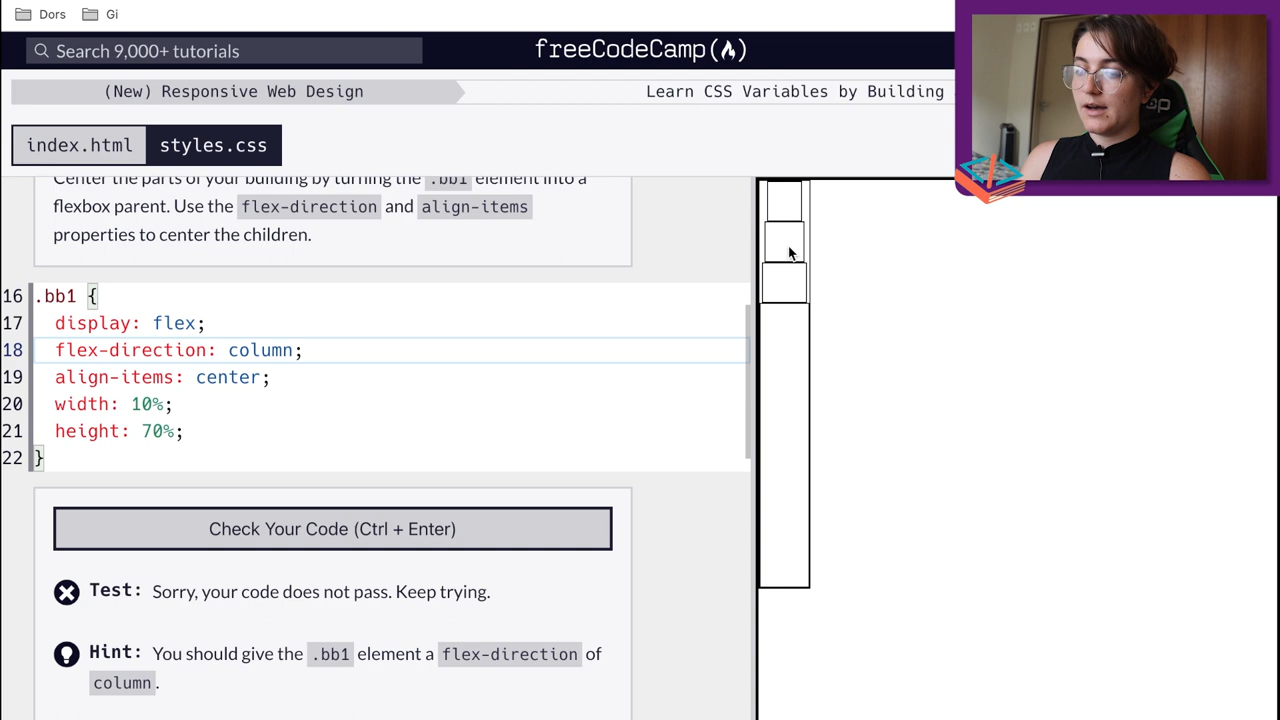 Dors Gi
Search 9,000+ tutorials
freeCodeCamp
(New) Responsive Web Design
Learn CSS Variables by Building
index.html
styles.css
Center the parts of your building by turning the .bb1 element into a
flexbox parent. Use the flex-direction and align-items
properties to center the children.
16 .bb1 {
17 display: flex;
18 flex-direction: column;
19 align-items: center;
20 width: 10%;
21 height: 70%;
22 }
Check Your Code (Ctrl + Enter)
Test: Sorry, your code does not pass. Keep trying.
Hint: You should give the .bb1 element a flex-direction of
column.